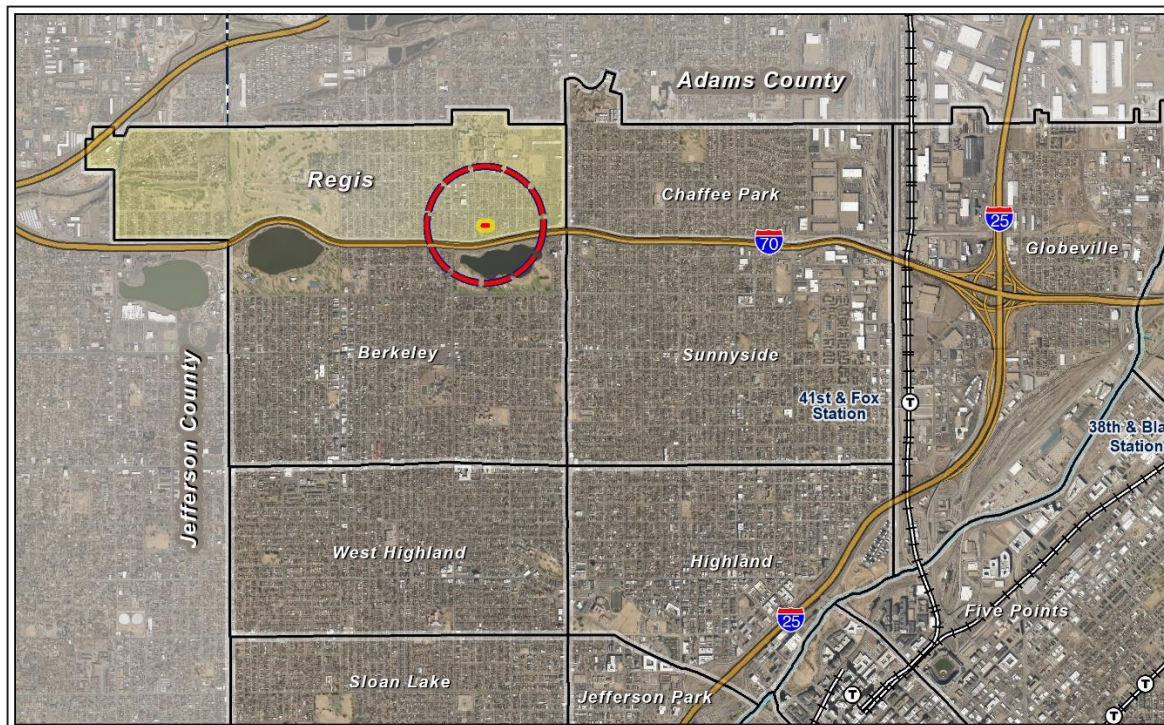 Adams County
Regis
Chaffee Park
25
Globeville
70
Berkeley
Sunnyside
Jefferson County
41st & Fox
Station
38th & Bla
Station
West Highland
Highland
25
Five Points
Sloan Lake
Jefferson Park
T
T
T
T